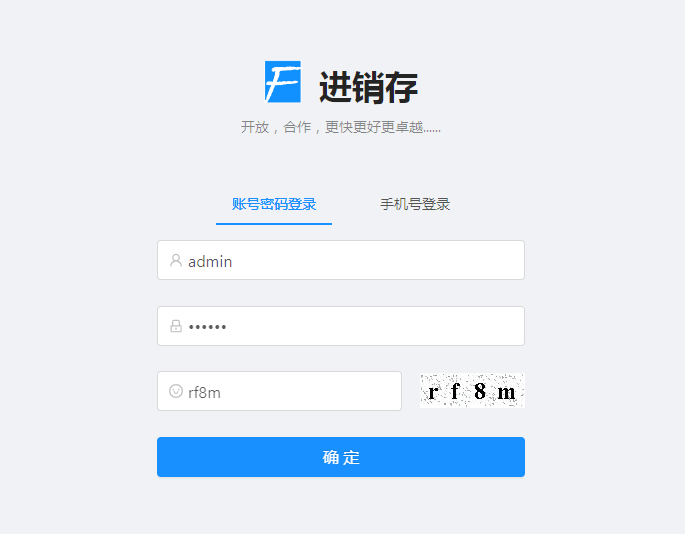 F 进销存
开放，合作，更快更好更卓越......
账号密码登录 手机号登录
admin
••••••
rf8m rf8m
确 定